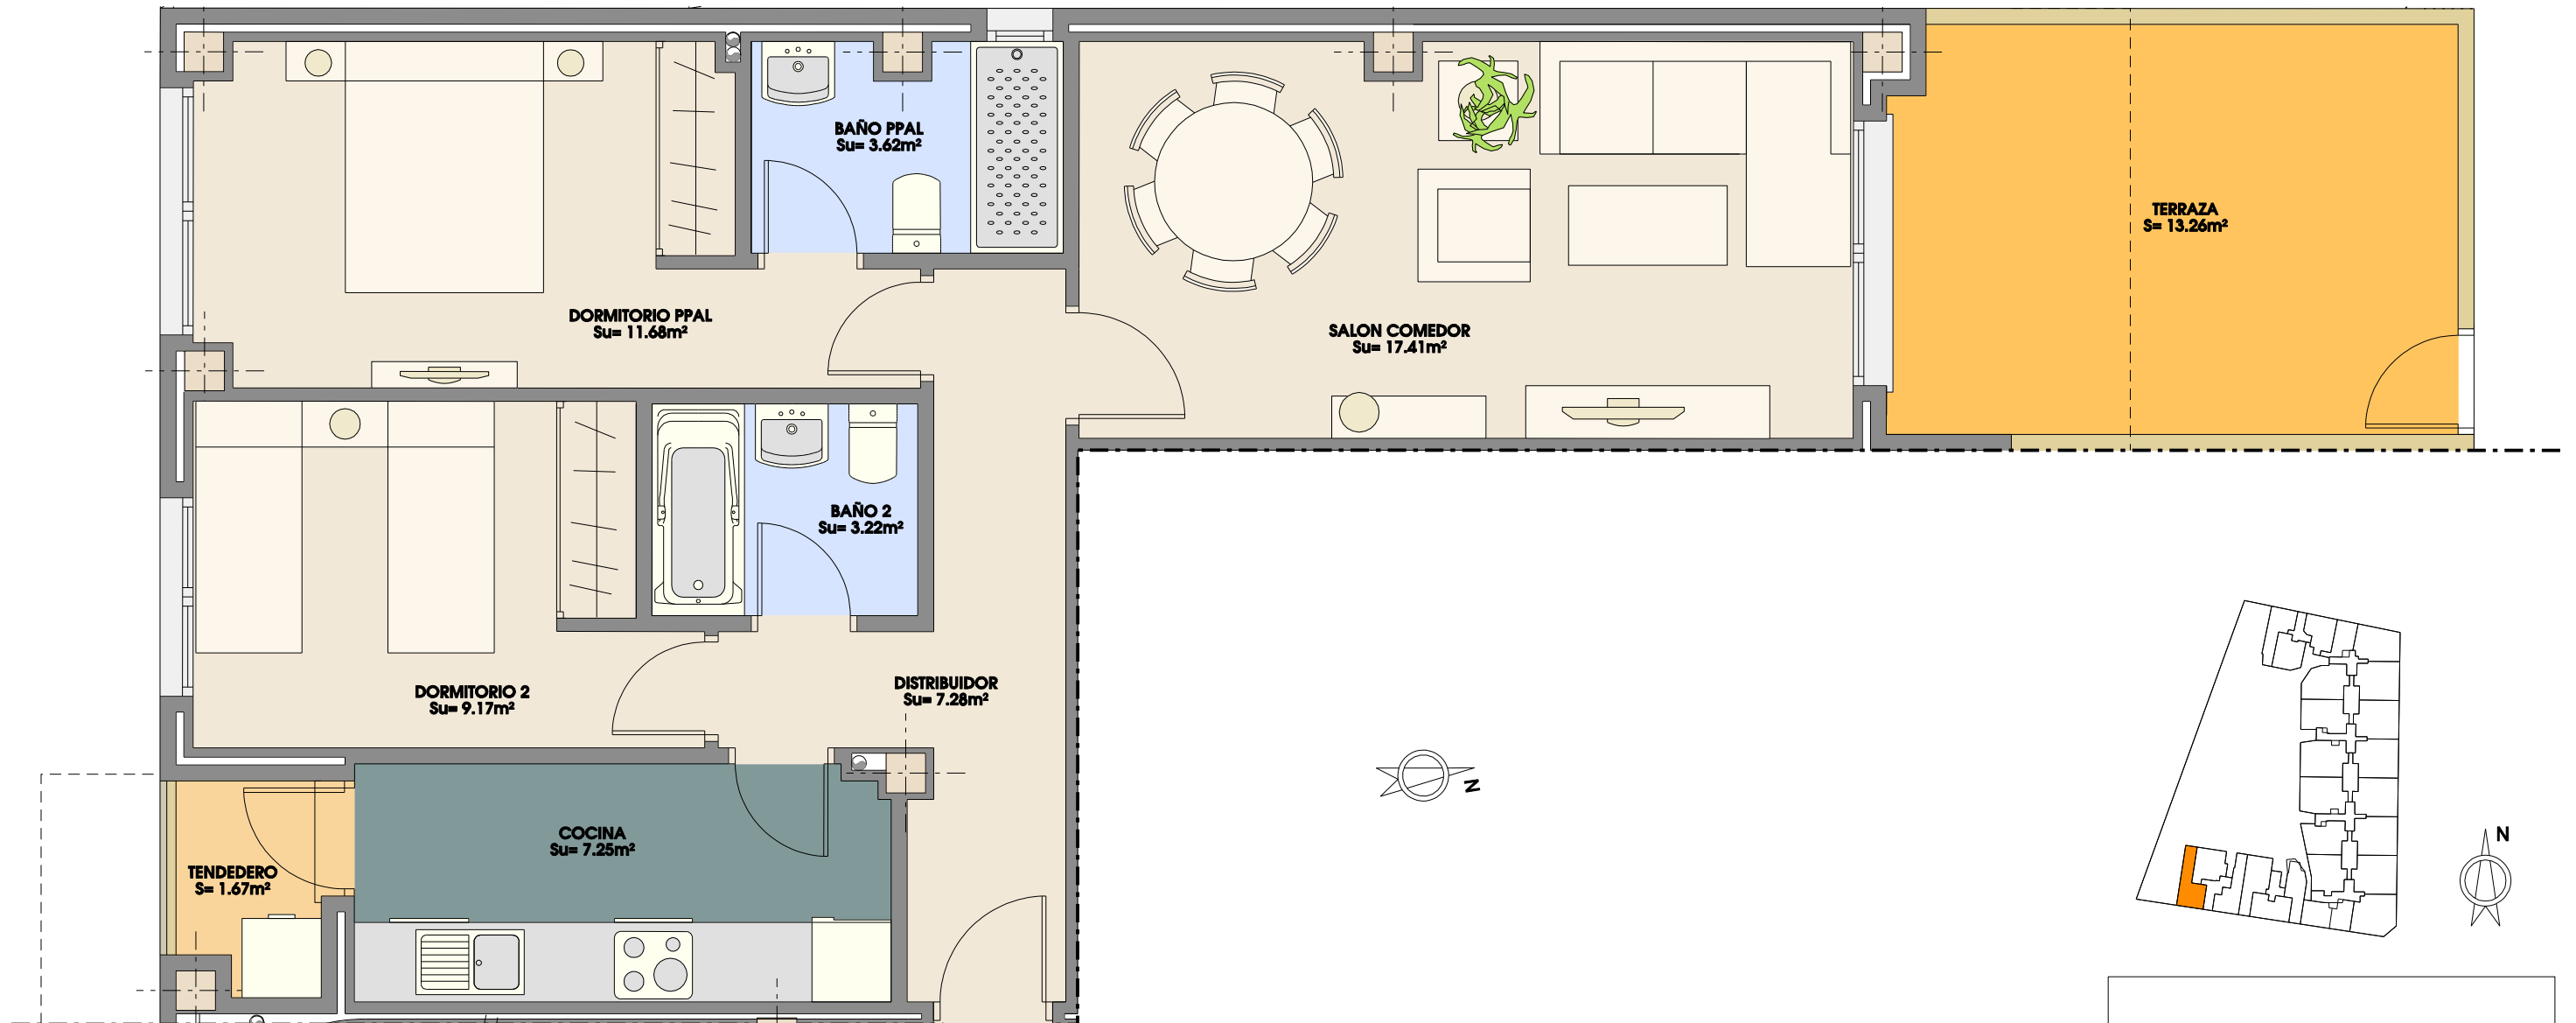 BAÑO PPAL
Su= 3.62m²
TERRAZA
S= 13.26m²
DORMITORIO PPAL
Su= 11.68m²
SALON COMEDOR
Su= 17.41m²
BAÑO 2
Su= 3.22m²
DORMITORIO 2
Su= 9.17m²
DISTRIBUIDOR
Su= 7.28m²
COCINA
Su= 7.25m²
TENDEDERO
S= 1.67m²
N
N